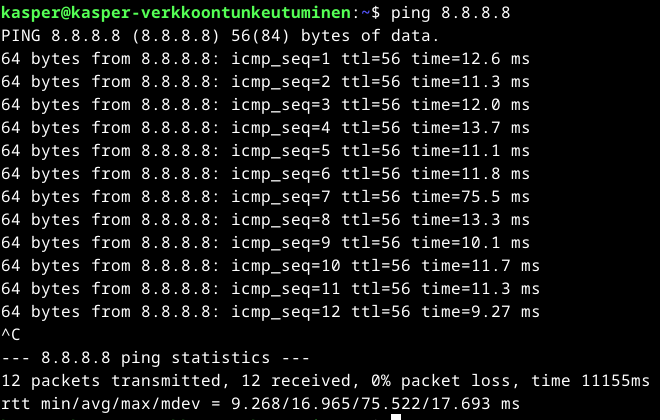 kasper@kasper-verkkoontunkeutuminen:~$ ping 8.8.8.8
PING 8.8.8.8 (8.8.8.8) 56(84) bytes of data.
64 bytes from 8.8.8.8: icmp_seq=1 ttl=56 time=12.6 ms
64 bytes from 8.8.8.8: icmp_seq=2 ttl=56 time=11.3 ms
64 bytes from 8.8.8.8: icmp_seq=3 ttl=56 time=12.0 ms
64 bytes from 8.8.8.8: icmp_seq=4 ttl=56 time=13.7 ms
64 bytes from 8.8.8.8: icmp_seq=5 ttl=56 time=11.1 ms
64 bytes from 8.8.8.8: icmp_seq=6 ttl=56 time=11.8 ms
64 bytes from 8.8.8.8: icmp_seq=7 ttl=56 time=75.5 ms
64 bytes from 8.8.8.8: icmp_seq=8 ttl=56 time=13.3 ms
64 bytes from 8.8.8.8: icmp_seq=9 ttl=56 time=10.1 ms
64 bytes from 8.8.8.8: icmp_seq=10 ttl=56 time=11.7 ms
64 bytes from 8.8.8.8: icmp_seq=11 ttl=56 time=11.3 ms
64 bytes from 8.8.8.8: icmp_seq=12 ttl=56 time=9.27 ms
^C
--- 8.8.8.8 ping statistics ---
12 packets transmitted, 12 received, 0% packet loss, time 11155ms
rtt min/avg/max/mdev = 9.268/16.965/75.522/17.693 ms